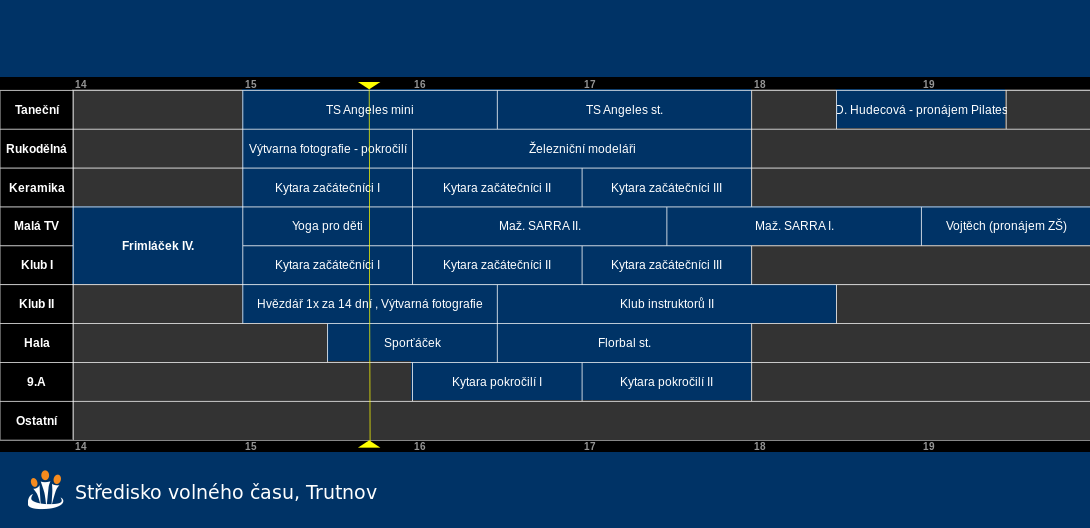 14 15 16 17 18 19
Taneční TS Angeles mini TS Angeles st. D. Hudecová - pronájem Pilates
Rukodělná Výtvarna fotografie - pokročilí Železniční modeláři
Keramika Kytara začátečníci I Kytara začátečníci II Kytara začátečníci III
Malá TV Yoga pro děti Maž. SARRA II. Maž. SARRA I. Vojtěch (pronájem ZŠ)
Frimláček IV.
Klub I Kytara začátečníci I Kytara začátečníci II Kytara začátečníci III
Klub II Hvězdář 1x za 14 dní , Výtvarná fotografie Klub instruktorů II
Hala Sporťáček Florbal st.
9.A Kytara pokročilí I Kytara pokročilí II
Ostatní
14 15 16 17 18 19
Středisko volného času, Trutnov